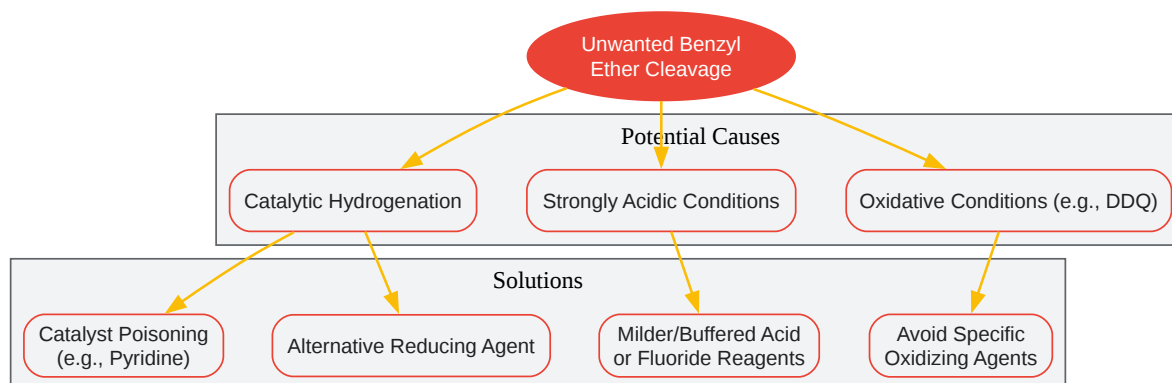 Unwanted Benzyl
Ether Cleavage
Potential Causes
Catalytic Hydrogenation
Strongly Acidic Conditions
Oxidative Conditions (e.g., DDQ)
Solutions
Catalyst Poisoning
(e.g., Pyridine)
Alternative Reducing Agent
Milder/Buffered Acid
or Fluoride Reagents
Avoid Specific
Oxidizing Agents